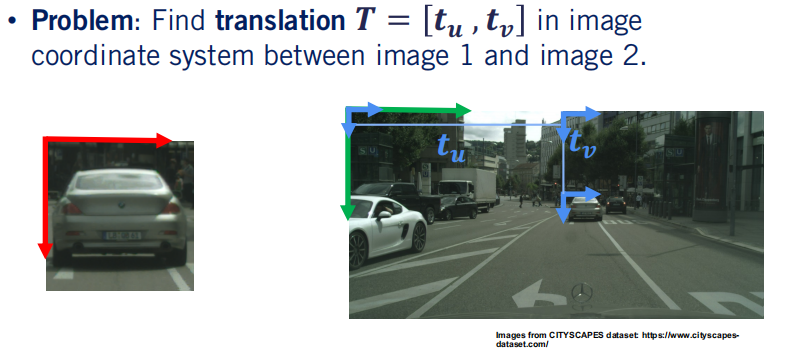 • Problem: Find translation T = [t_u , t_v] in image
coordinate system between image 1 and image 2.
t_u
t_v
Images from CITYSCAPES dataset: https://www.cityscapes-
dataset.com/